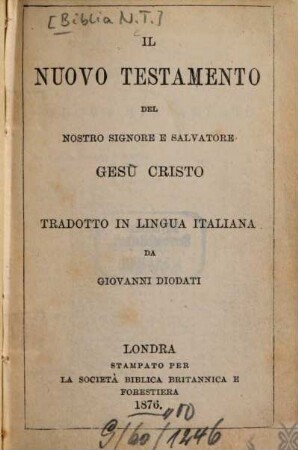 [Biblia N.T.]
IL
NUOVO TESTAMENTO
DEL
NOSTRO SIGNORE E SALVATORE
GESÙ CRISTO
TRADOTTO IN LINGUA ITALIANA
DA
GIOVANNI DIODATI
LONDRA
STAMPATO PER
LA SOCIETÀ BIBLICA BRITANNICA E
FORESTIERA
1876.
9/60/1246